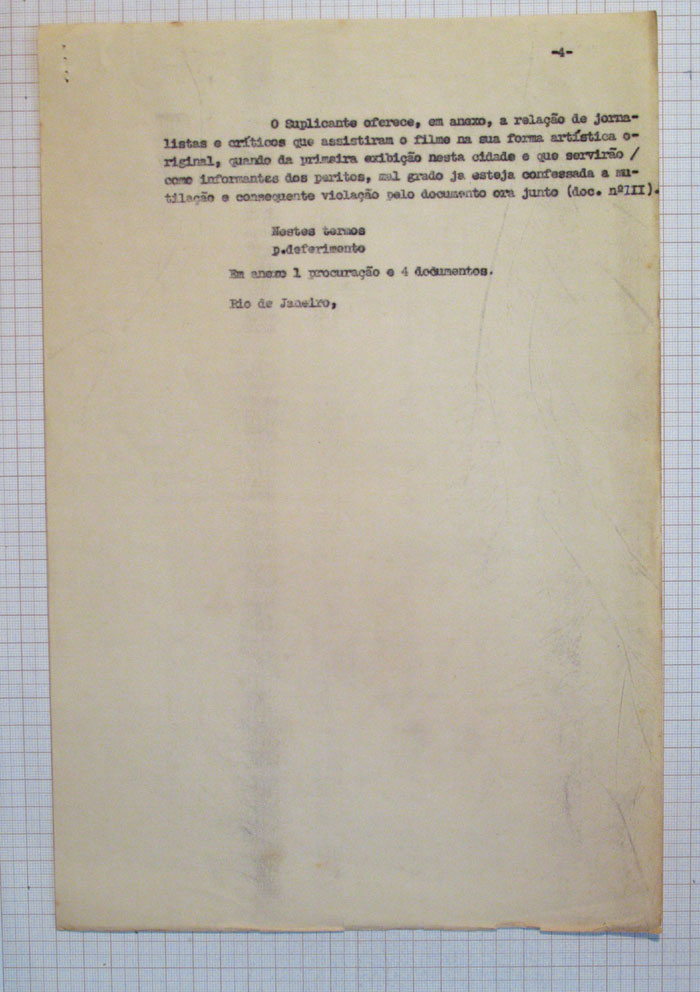 -4-
O Suplicante oferece, em anexo, a relação de jorna-
listas e críticos que assistiram o filme na sua forma artística o-
riginal, quando da primeira exibição nesta cidade e que servirão /
como informantes dos peritos, mal grado ja esteja confessada a mu-
tilação e consequente violação pelo documento ora junto (doc. nºIII).
Nestes termos
p.deferimento
Em anexo 1 procuração e 4 documentos.
Rio de Janeiro,